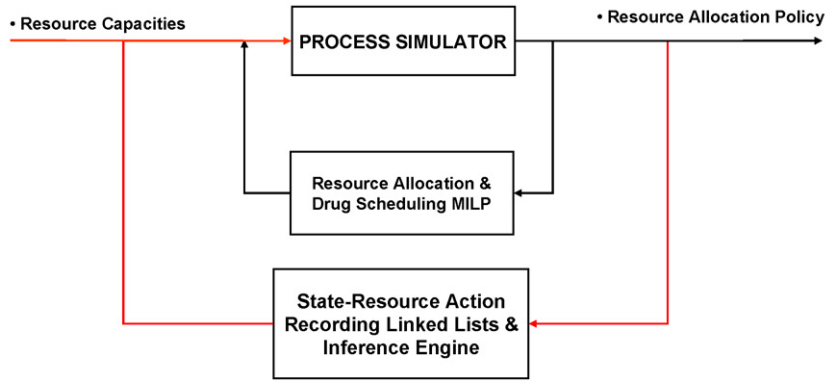 • Resource Capacities
• Resource Allocation Policy
PROCESS SIMULATOR
Resource Allocation &
Drug Scheduling MILP
State-Resource Action
Recording Linked Lists &
Inference Engine